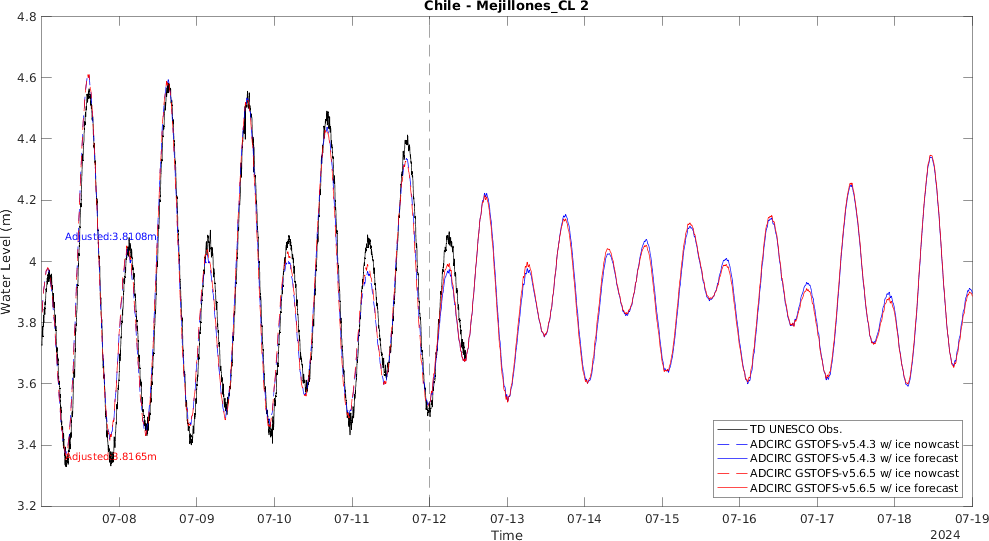 Chile - Mejillones_CL 2
4.8
4.6
4.4
4.2
4
3.8
3.6
3.4
3.2
Water Level (m)
Adjusted:3.8108m
Adjusted:3.8165m
TD UNESCO Obs.
ADCIRC GSTOFS-v5.4.3 w/ ice nowcast
ADCIRC GSTOFS-v5.4.3 w/ ice forecast
ADCIRC GSTOFS-v5.6.5 w/ ice nowcast
ADCIRC GSTOFS-v5.6.5 w/ ice forecast
07-08 07-09 07-10 07-11 07-12 07-13 07-14 07-15 07-16 07-17 07-18 07-19
Time
2024